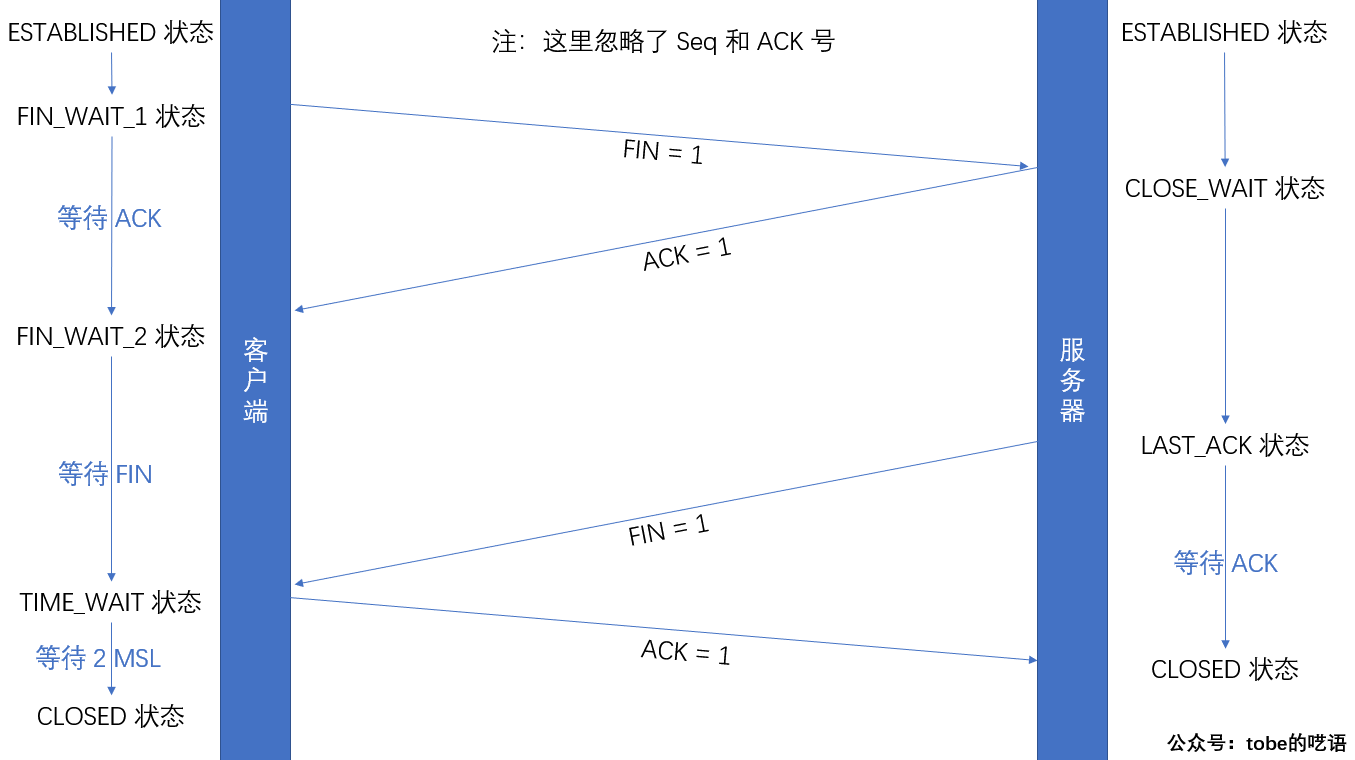 ESTABLISHED 状态
注：这里忽略了 Seq 和 ACK 号
ESTABLISHED 状态
FIN_WAIT_1 状态
FIN = 1
CLOSE_WAIT 状态
等待 ACK
ACK = 1
FIN_WAIT_2 状态
客户端
服务器
LAST_ACK 状态
等待 FIN
FIN = 1
等待 ACK
TIME_WAIT 状态
等待 2 MSL
ACK = 1
CLOSED 状态
CLOSED 状态
公众号：tobe的呓语